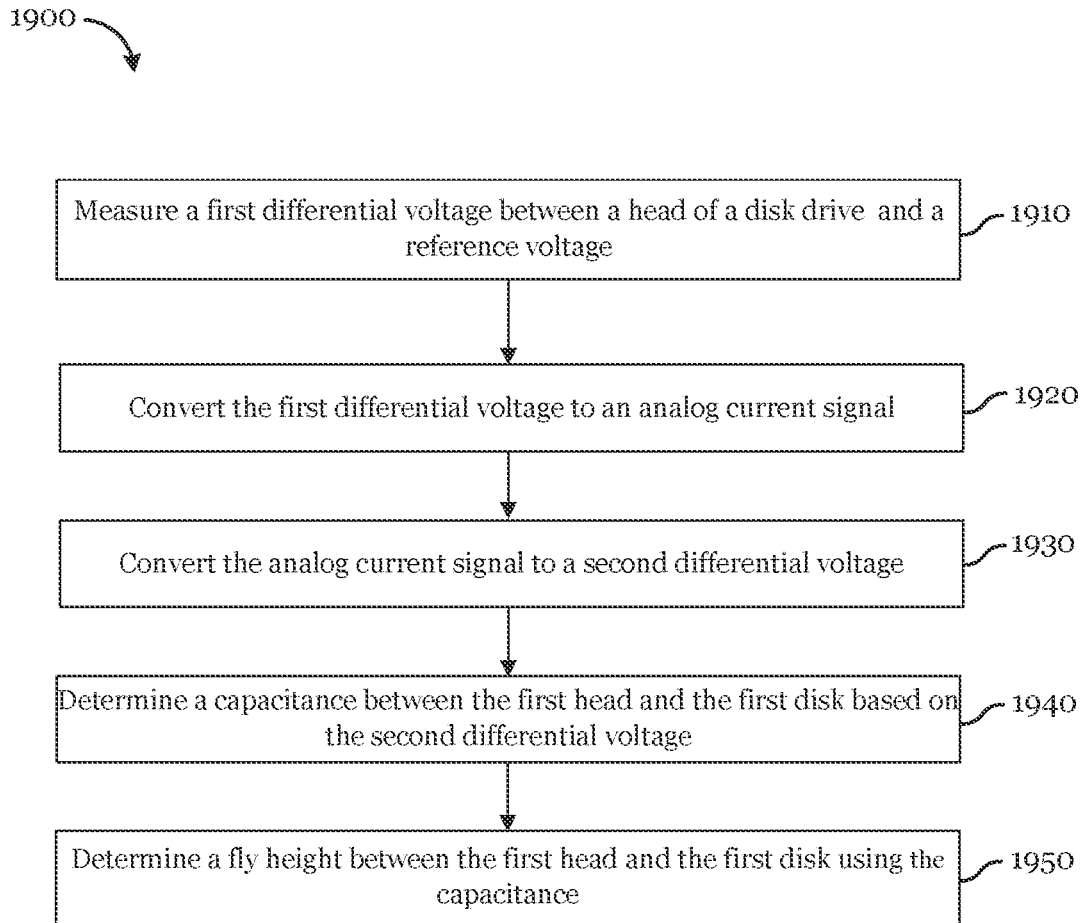 1900
Measure a first differential voltage between a head of a disk drive and a
reference voltage
1910
Convert the first differential voltage to an analog current signal
1920
Convert the analog current signal to a second differential voltage
1930
Determine a capacitance between the first head and the first disk based on
the second differential voltage
1940
Determine a fly height between the first head and the first disk using the
capacitance
1950